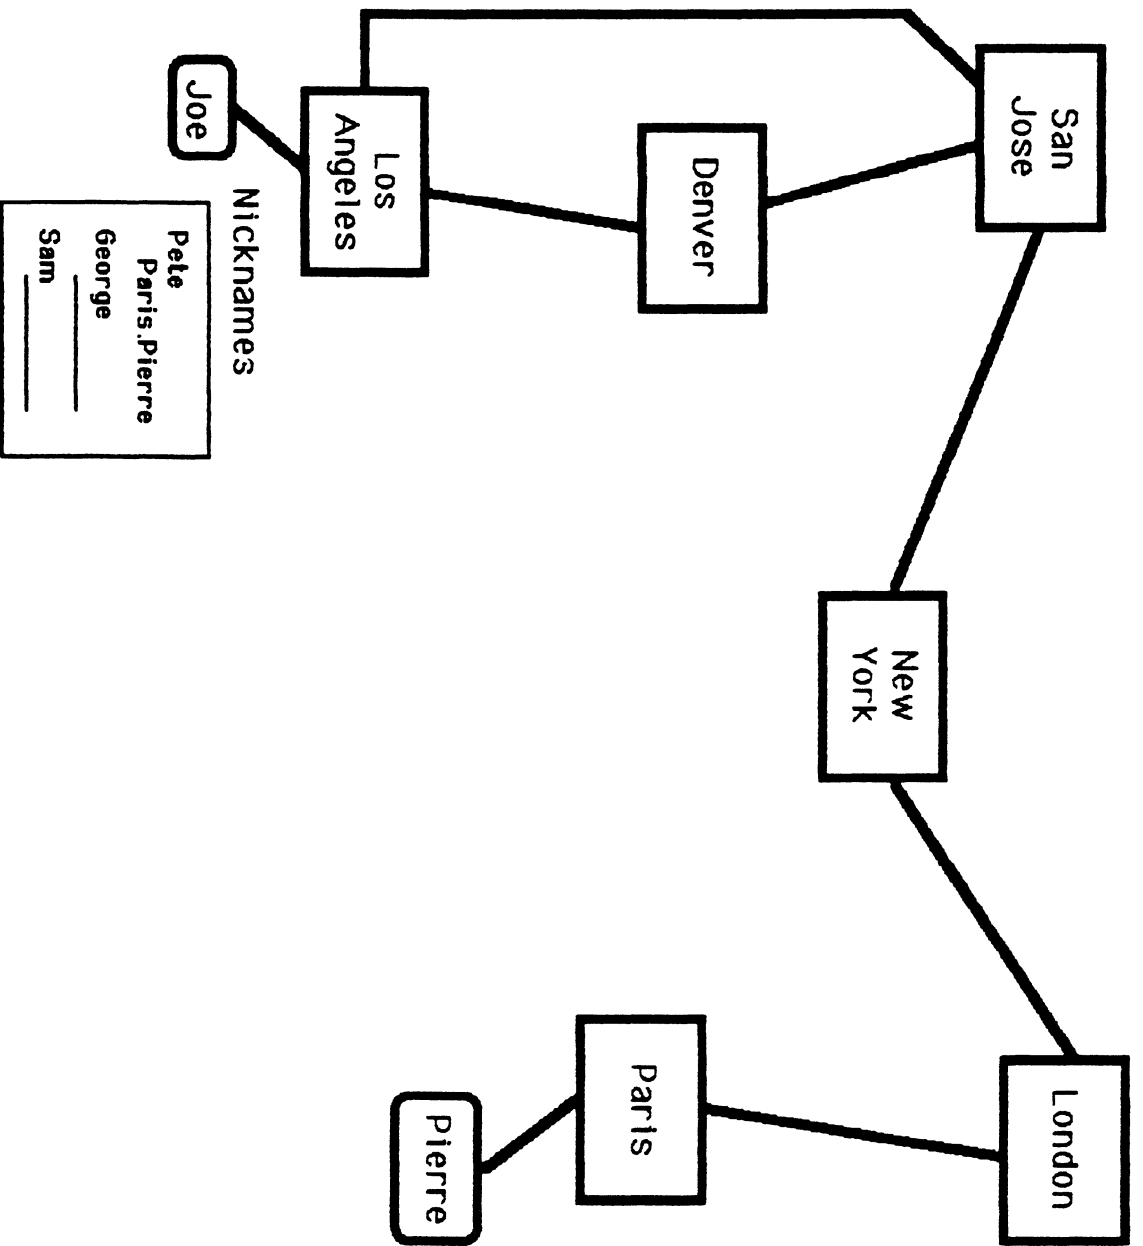 San
Jose
New
York
London
Denver
Paris
Los
Angeles
Pierre
Joe
Nicknames
Pete
Paris.Pierre
George
Sam